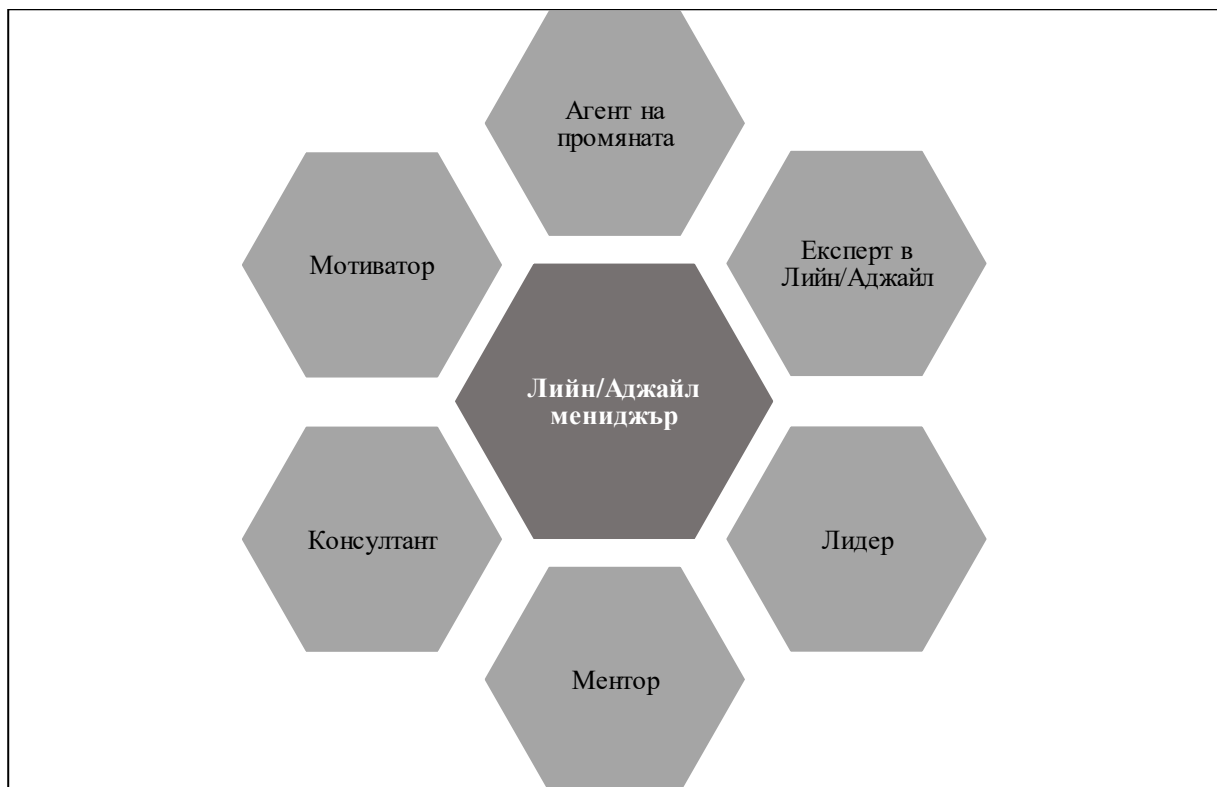 Агент на
промяната
Експерт в
Лийн/Аджайл
Мотиватор
Лийн/Аджайл
мениджър
Консултант
Лидер
Ментор